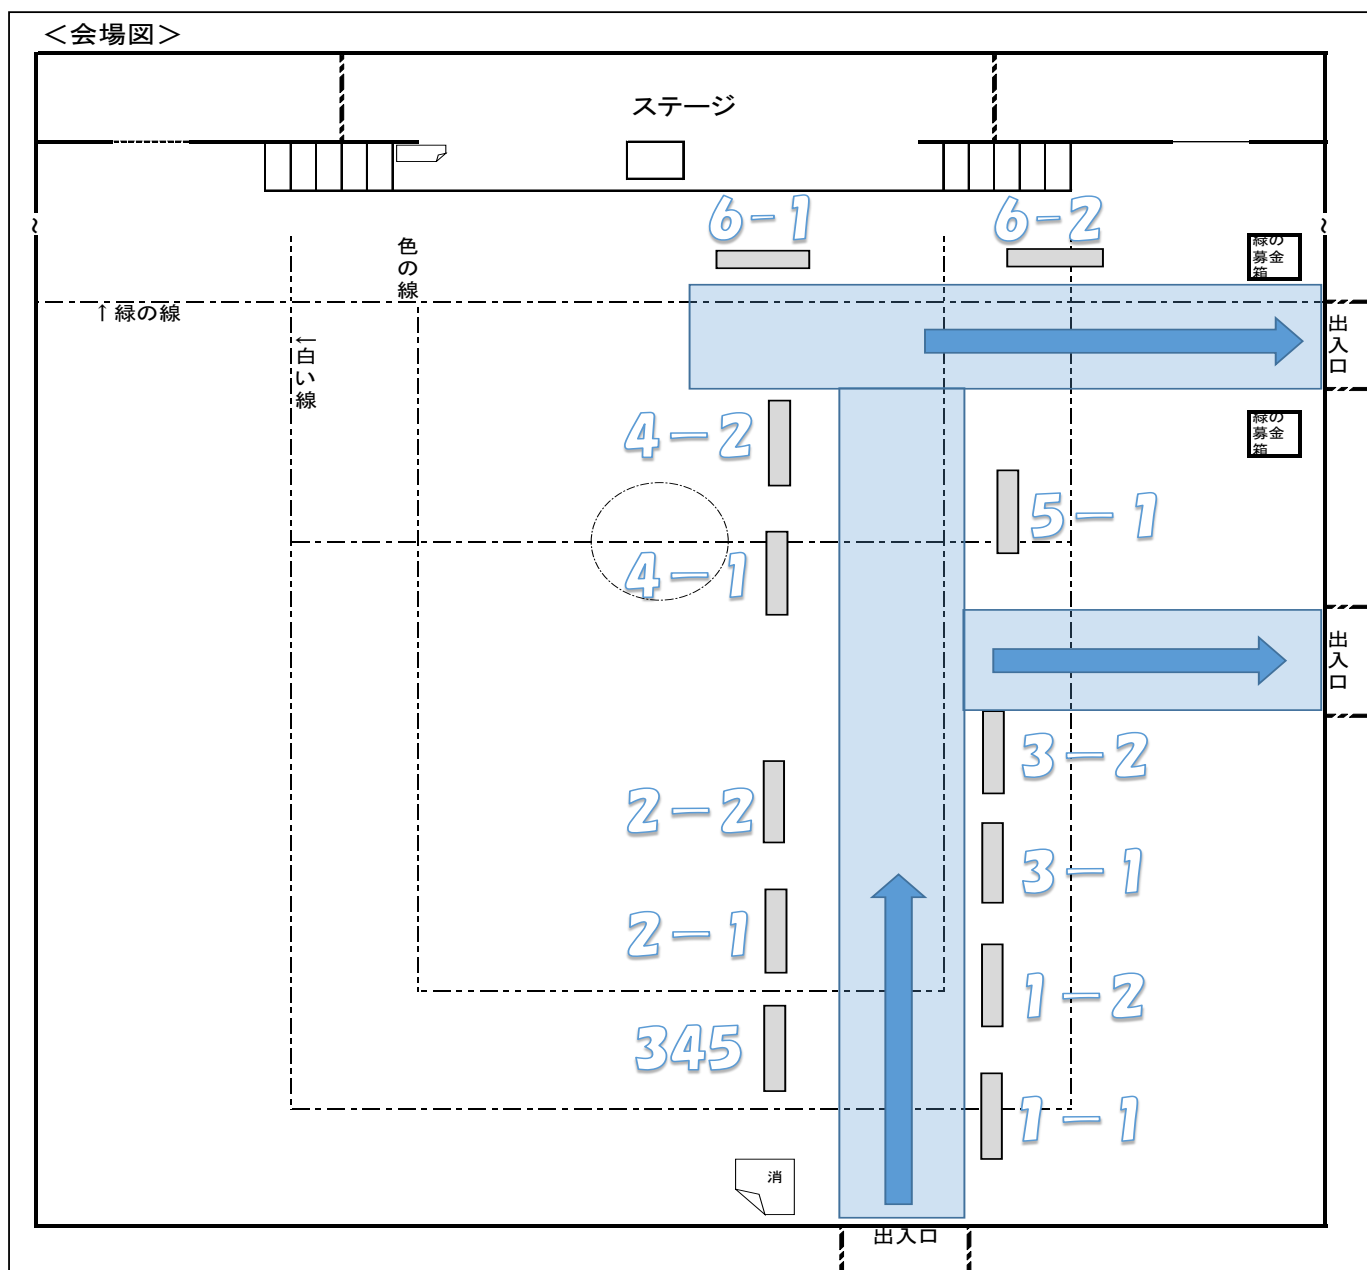 ＜会場図＞
ステージ
6－1
6－2
色の線
緑の
募金
箱
↑緑の線
出入口
←白い線
4－2
緑の
募金
箱
5－1
4－1
出入口
3－2
2－2
3－1
2－1
1－2
345
1－1
消
出入口